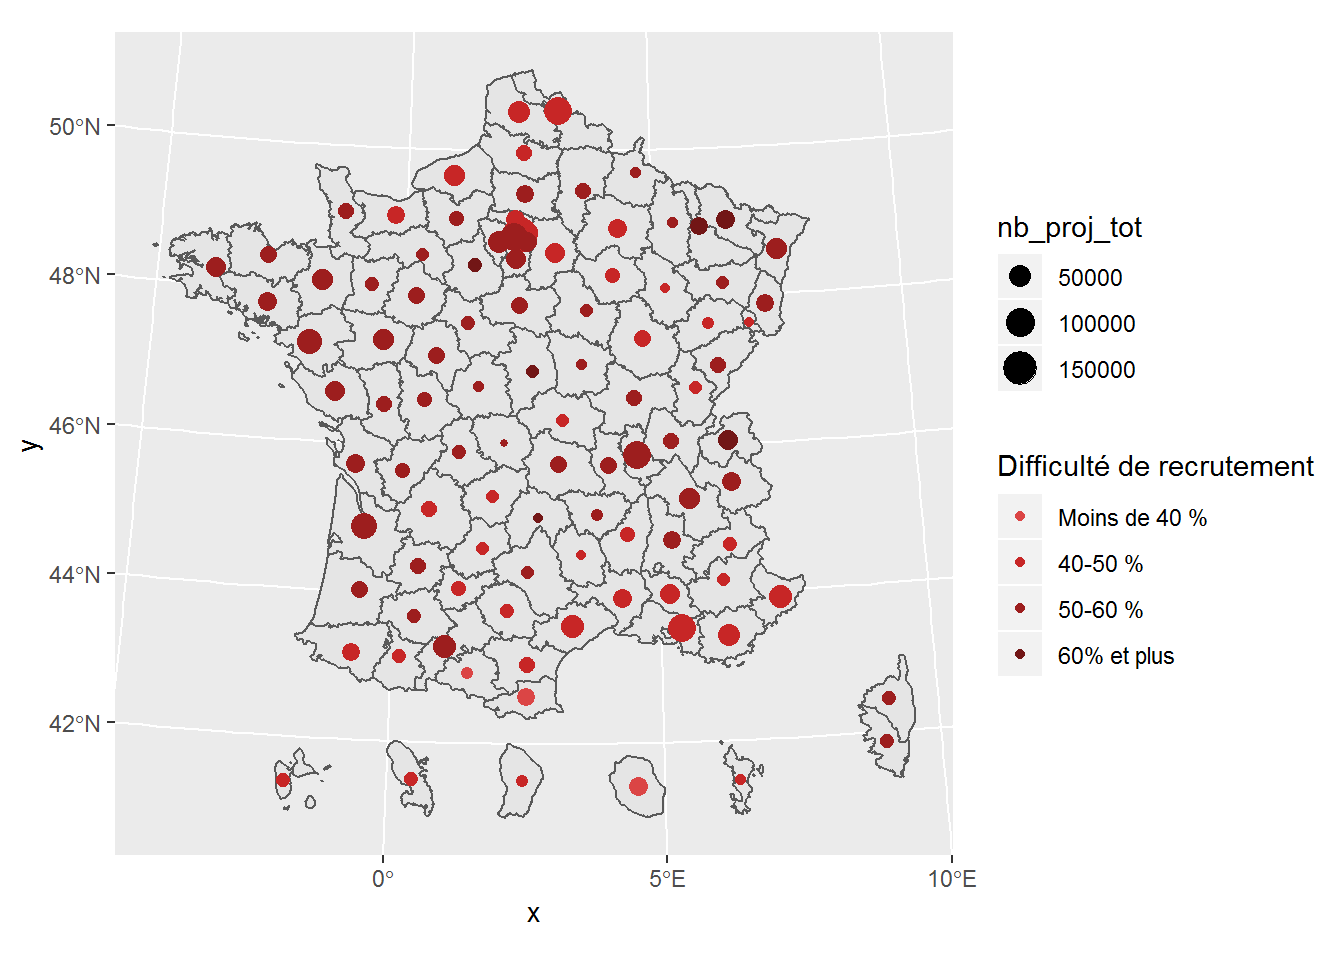 50°N
48°N
46°N
44°N
42°N
y
0°
5°E
10°E
x
nb_proj_tot
50000
100000
150000
Difficulté de recrutement
Moins de 40 %
40-50 %
50-60 %
60% et plus